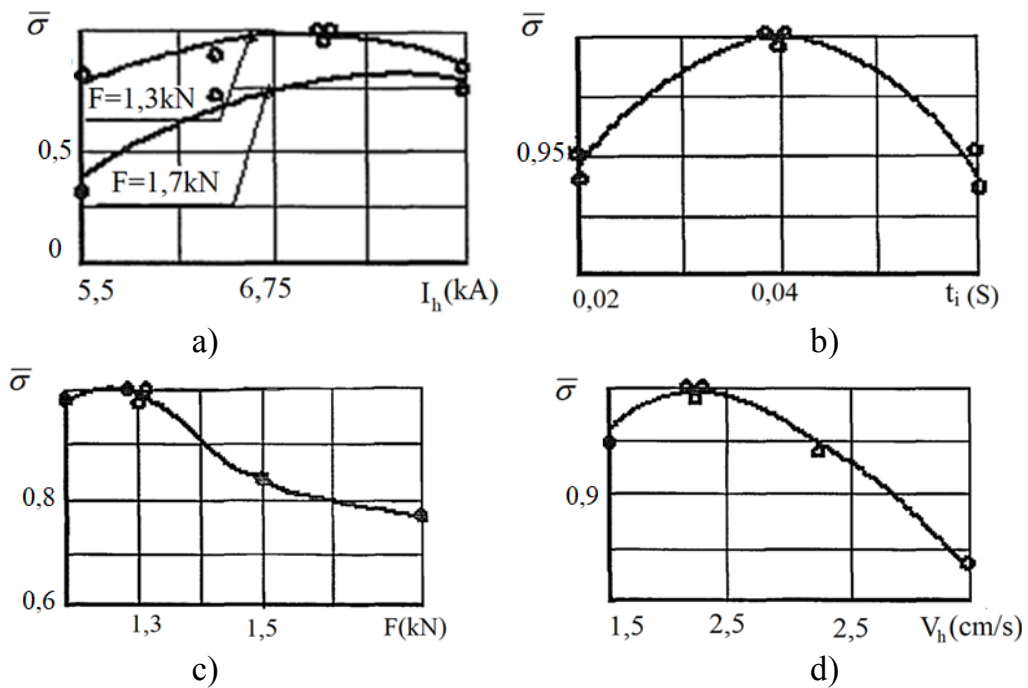 σ̅
F=1,3kN
0,5
F=1,7kN
0
5,5 6,75 I_h(kA)
a)
σ̅
0,95
0,02 0,04 t_i (S)
b)
σ̅
0,8
0,6
1,3 1,5 F(kN)
c)
σ̅
0,9
1,5 2,5 2,5 V_h(cm/s)
d)